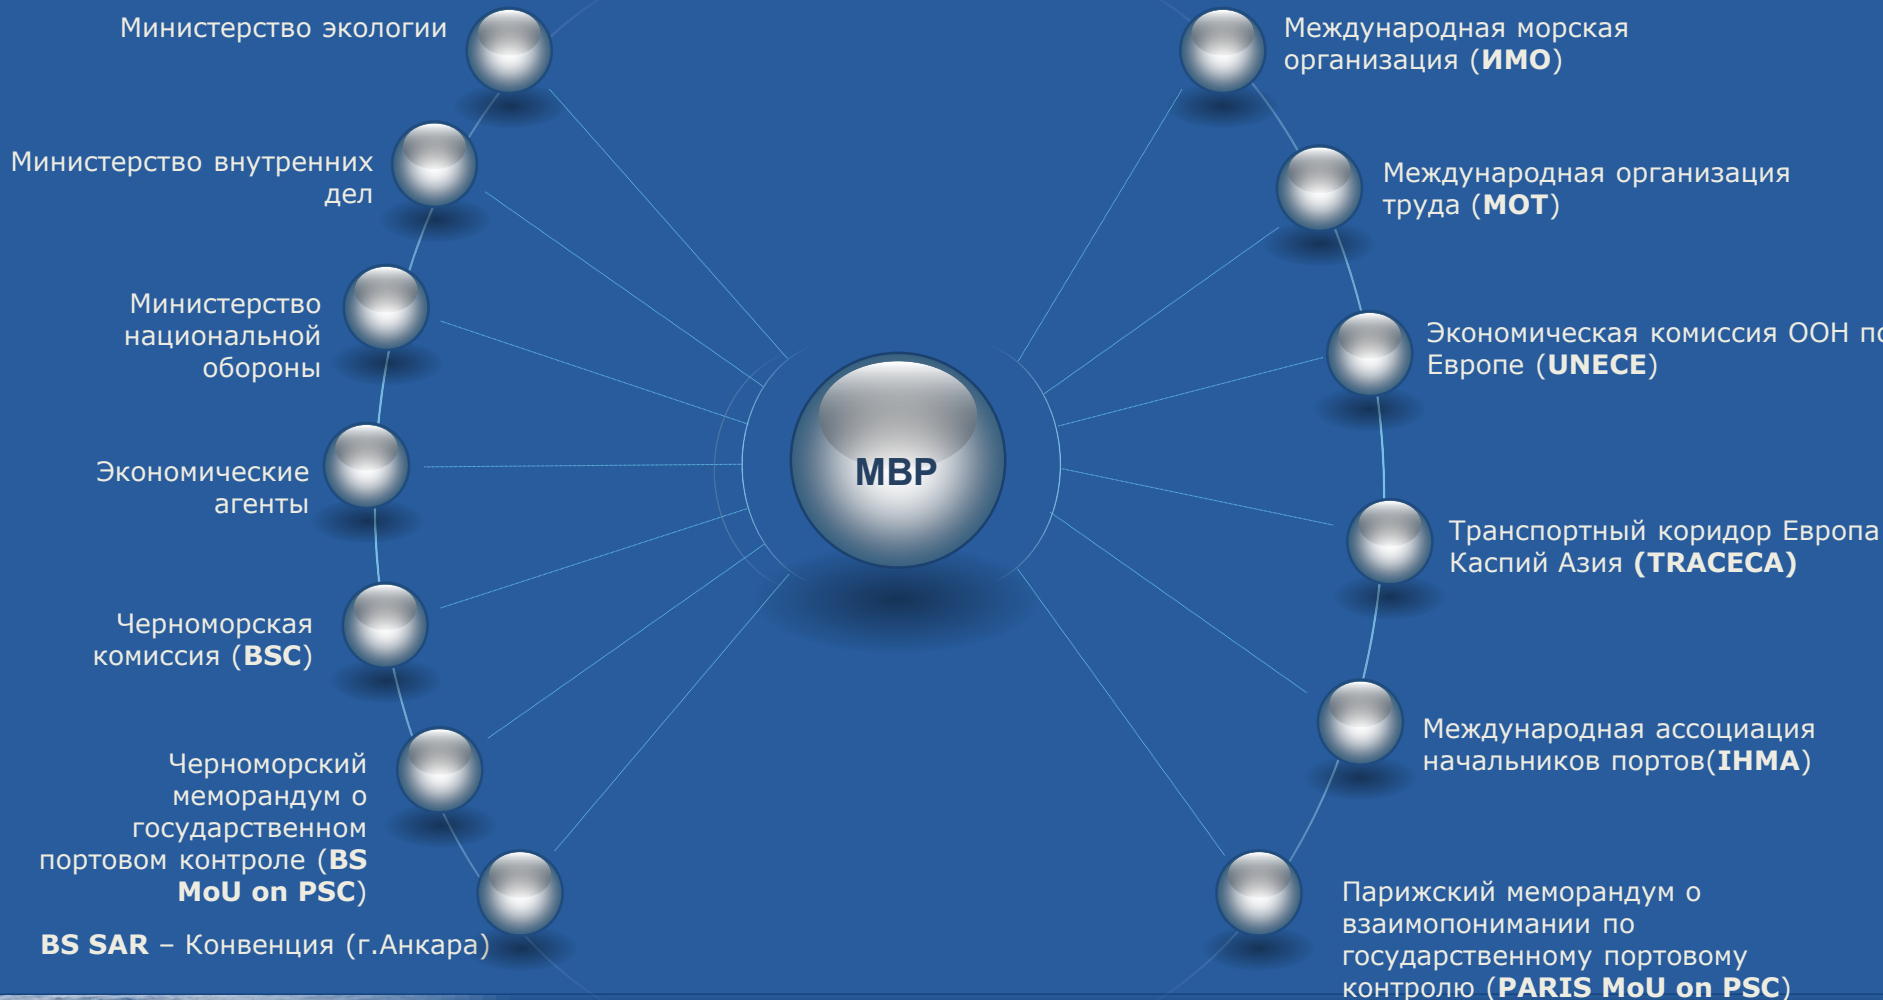 Министерство экологии
Министерство внутренних
дел
Министерство
национальной
обороны
Экономические
агенты
Черноморская
комиссия (BSC)
Черноморский
меморандум о
государственном
портовом контроле (BS
MoU on PSC)
BS SAR – Конвенция (г.Анкара)
МВР
Международная морская
организация (ИМО)
Международная организация
труда (МОТ)
Экономическая комиссия ООН по
Европе (UNECE)
Транспортный коридор Европа
Каспий Азия (TRACECA)
Международная ассоциация
начальников портов(IHMA)
Парижский меморандум о
взаимопонимании по
государственному портовому
контролю (PARIS MoU on PSC)